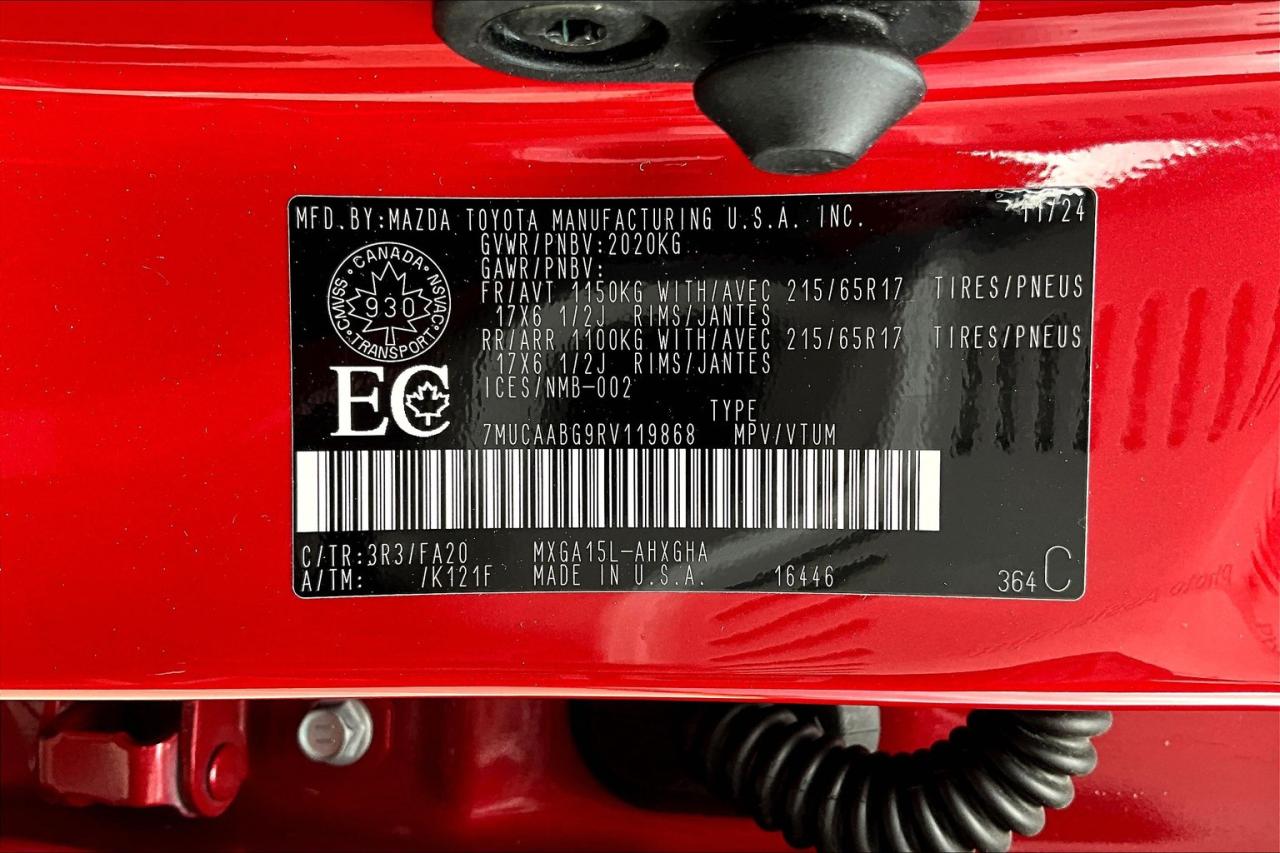 MFD.BY:MAZDA TOYOTA MANUFACTURING U.S.A. INC. 11/24
GVWR/PNBV:2020KG
GAWR/PNBV:
FR/AVT 1150KG WITH/AVEC 215/65R17 TIRES/PNEUS
17X6 1/2J RIMS/JANTES
RR/ARR 1100KG WITH/AVEC 215/65R17 TIRES/PNEUS
17X6 1/2J RIMS/JANTES
ICES/NMB-002
CANADA
CMVSS NSVAC
930
TRANSPORT
EC
TYPE
7MUCAABG9RV119868 MPV/VTUM
C/TR:3R3/FA20 MXGA15L-AHXGHA
A/TM: /K121F MADE IN U.S.A. 16446 364 C